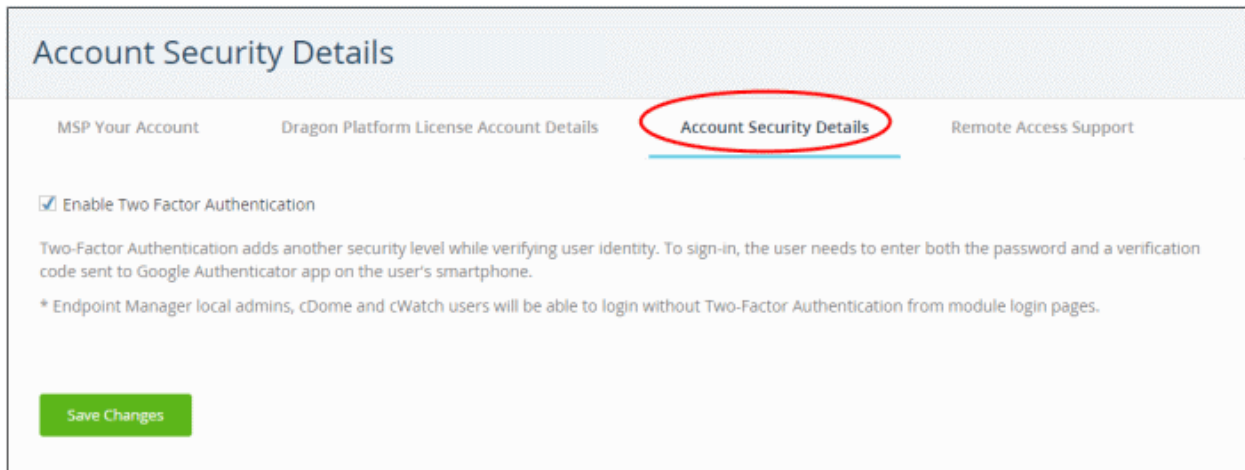 Account Security Details
MSP Your Account
Dragon Platform License Account Details
Account Security Details
Remote Access Support
Enable Two Factor Authentication
Two-Factor Authentication adds another security level while verifying user identity. To sign-in, the user needs to enter both the password and a verification
code sent to Google Authenticator app on the user's smartphone.
* Endpoint Manager local admins, cDome and cWatch users will be able to login without Two-Factor Authentication from module login pages.
Save Changes